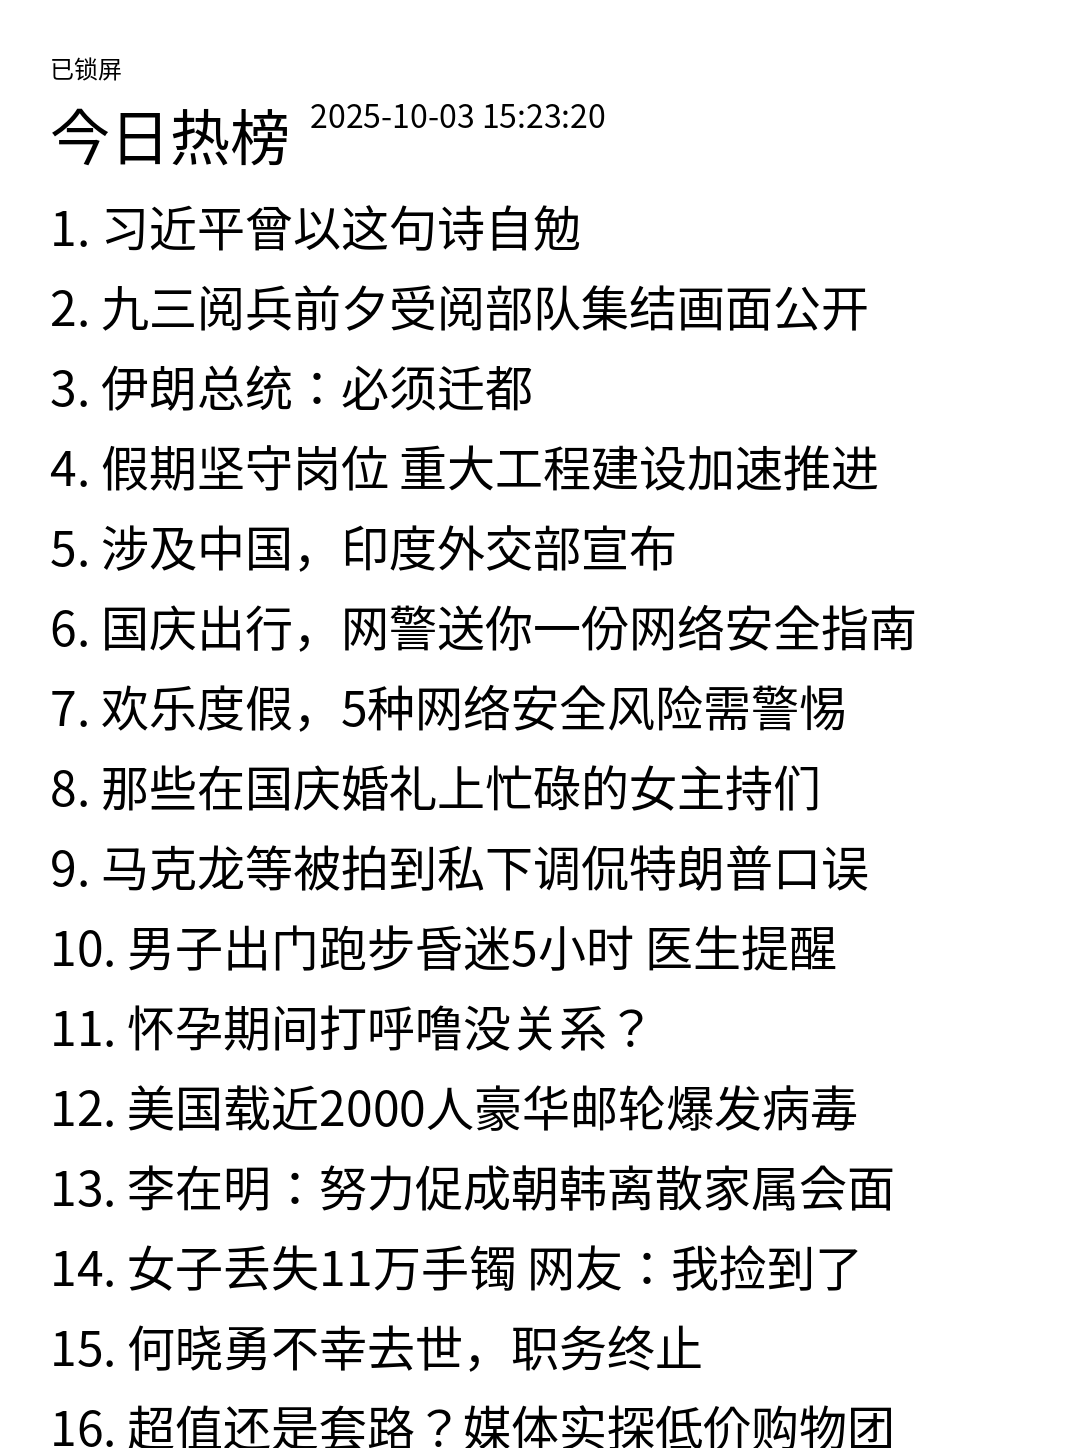 已锁屏
今日热榜 2025-10-03 15:23:20
1. 习近平曾以这句诗自勉
2. 九三阅兵前夕受阅部队集结画面公开
3. 伊朗总统：必须迁都
4. 假期坚守岗位 重大工程建设加速推进
5. 涉及中国，印度外交部宣布
6. 国庆出行，网警送你一份网络安全指南
7. 欢乐度假，5种网络安全风险需警惕
8. 那些在国庆婚礼上忙碌的女主持们
9. 马克龙等被拍到私下调侃特朗普口误
10. 男子出门跑步昏迷5小时 医生提醒
11. 怀孕期间打呼噜没关系？
12. 美国载近2000人豪华邮轮爆发病毒
13. 李在明：努力促成朝韩离散家属会面
14. 女子丢失11万手镯 网友：我捡到了
15. 何晓勇不幸去世，职务终止
16. 超值还是套路？媒体实探低价购物团